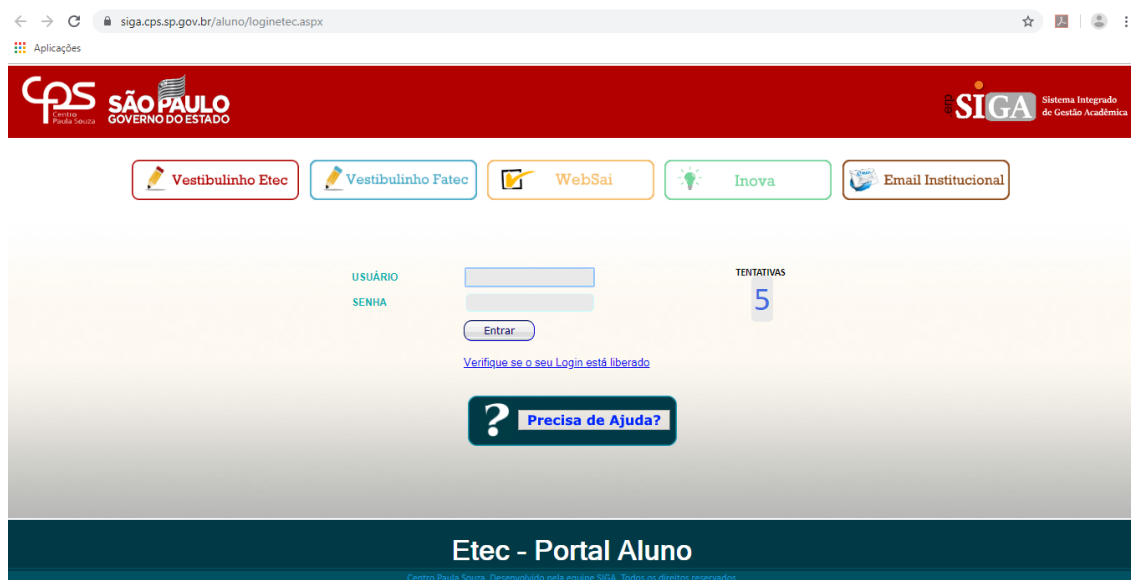 siga.cps.sp.gov.br/aluno/loginetec.aspx
Aplicações
CPS
Centro
Paula Souza
SÃO PAULO
GOVERNO DO ESTADO
SIGA
Sistema Integrado
de Gestão Acadêmica
Vestibulinho Etec
Vestibulinho Fatec
WebSai
Inova
Email Institucional
USUÁRIO
TENTATIVAS
5
SENHA
Entrar
Verifique se o seu Login está liberado
? Precisa de Ajuda?
Etec - Portal Aluno
Centro Paula Souza. Desenvolvido pela equipe SIGA. Todos os direitos reservados.